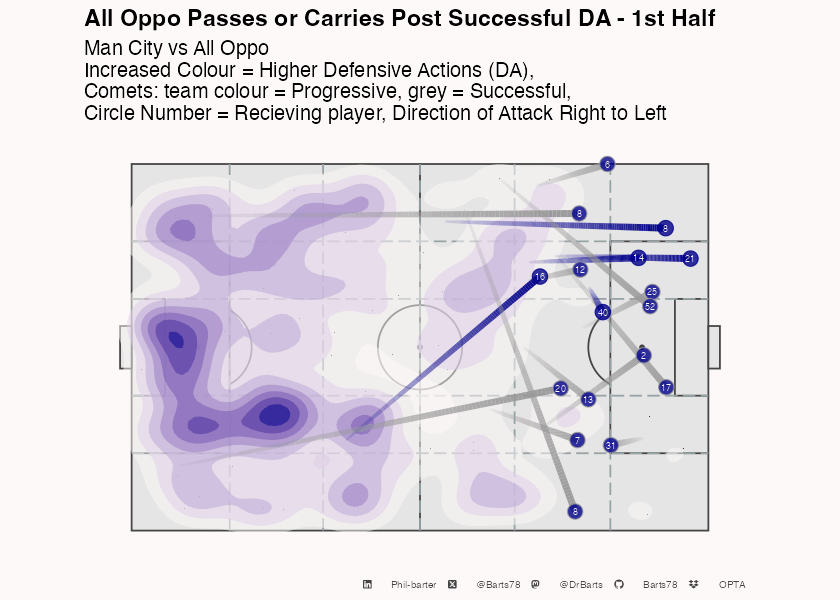 All Oppo Passes or Carries Post Successful DA - 1st Half
Man City vs All Oppo
Increased Colour = Higher Defensive Actions (DA),
Comets: team colour = Progressive, grey = Successful,
Circle Number = Recieving player, Direction of Attack Right to Left
6
8
8
14
21
16
12
25
52
40
2
20
17
13
7
31
8
Phil-barter
@Barts78
@DrBarts
Barts78
OPTA